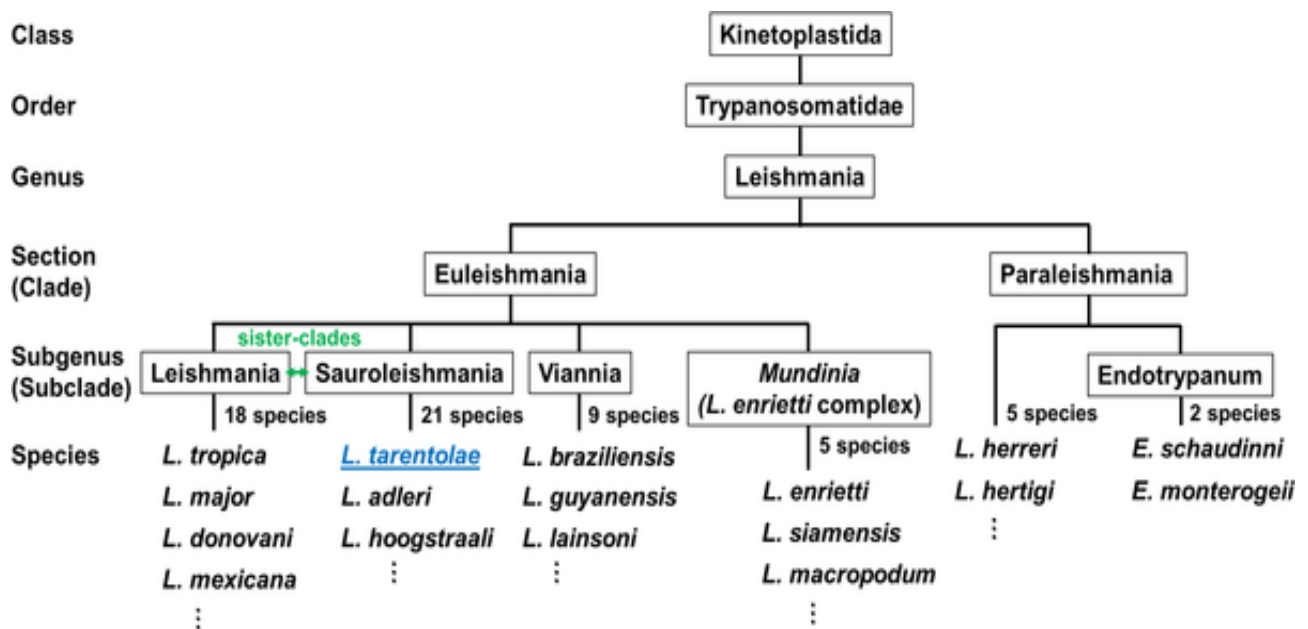 Class
Kinetoplastida
Order
Trypanosomatidae
Genus
Leishmania
Section
(Clade)
Euleishmania
Paraleishmania
sister-clades
Subgenus
(Subclade)
Leishmania
Sauroleishmania
Viannia
Mundinia
(L. enrietti complex)
Endotrypanum
18 species
21 species
9 species
5 species
5 species
2 species
Species
L. tropica
L. major
L. donovani
L. mexicana
L. tarentolae
L. adleri
L. hoogstraali
L. braziliensis
L. guyanensis
L. lainsoni
L. enrietti
L. siamensis
L. macropodum
L. herreri
L. hertigi
E. schaudinni
E. monterogeii